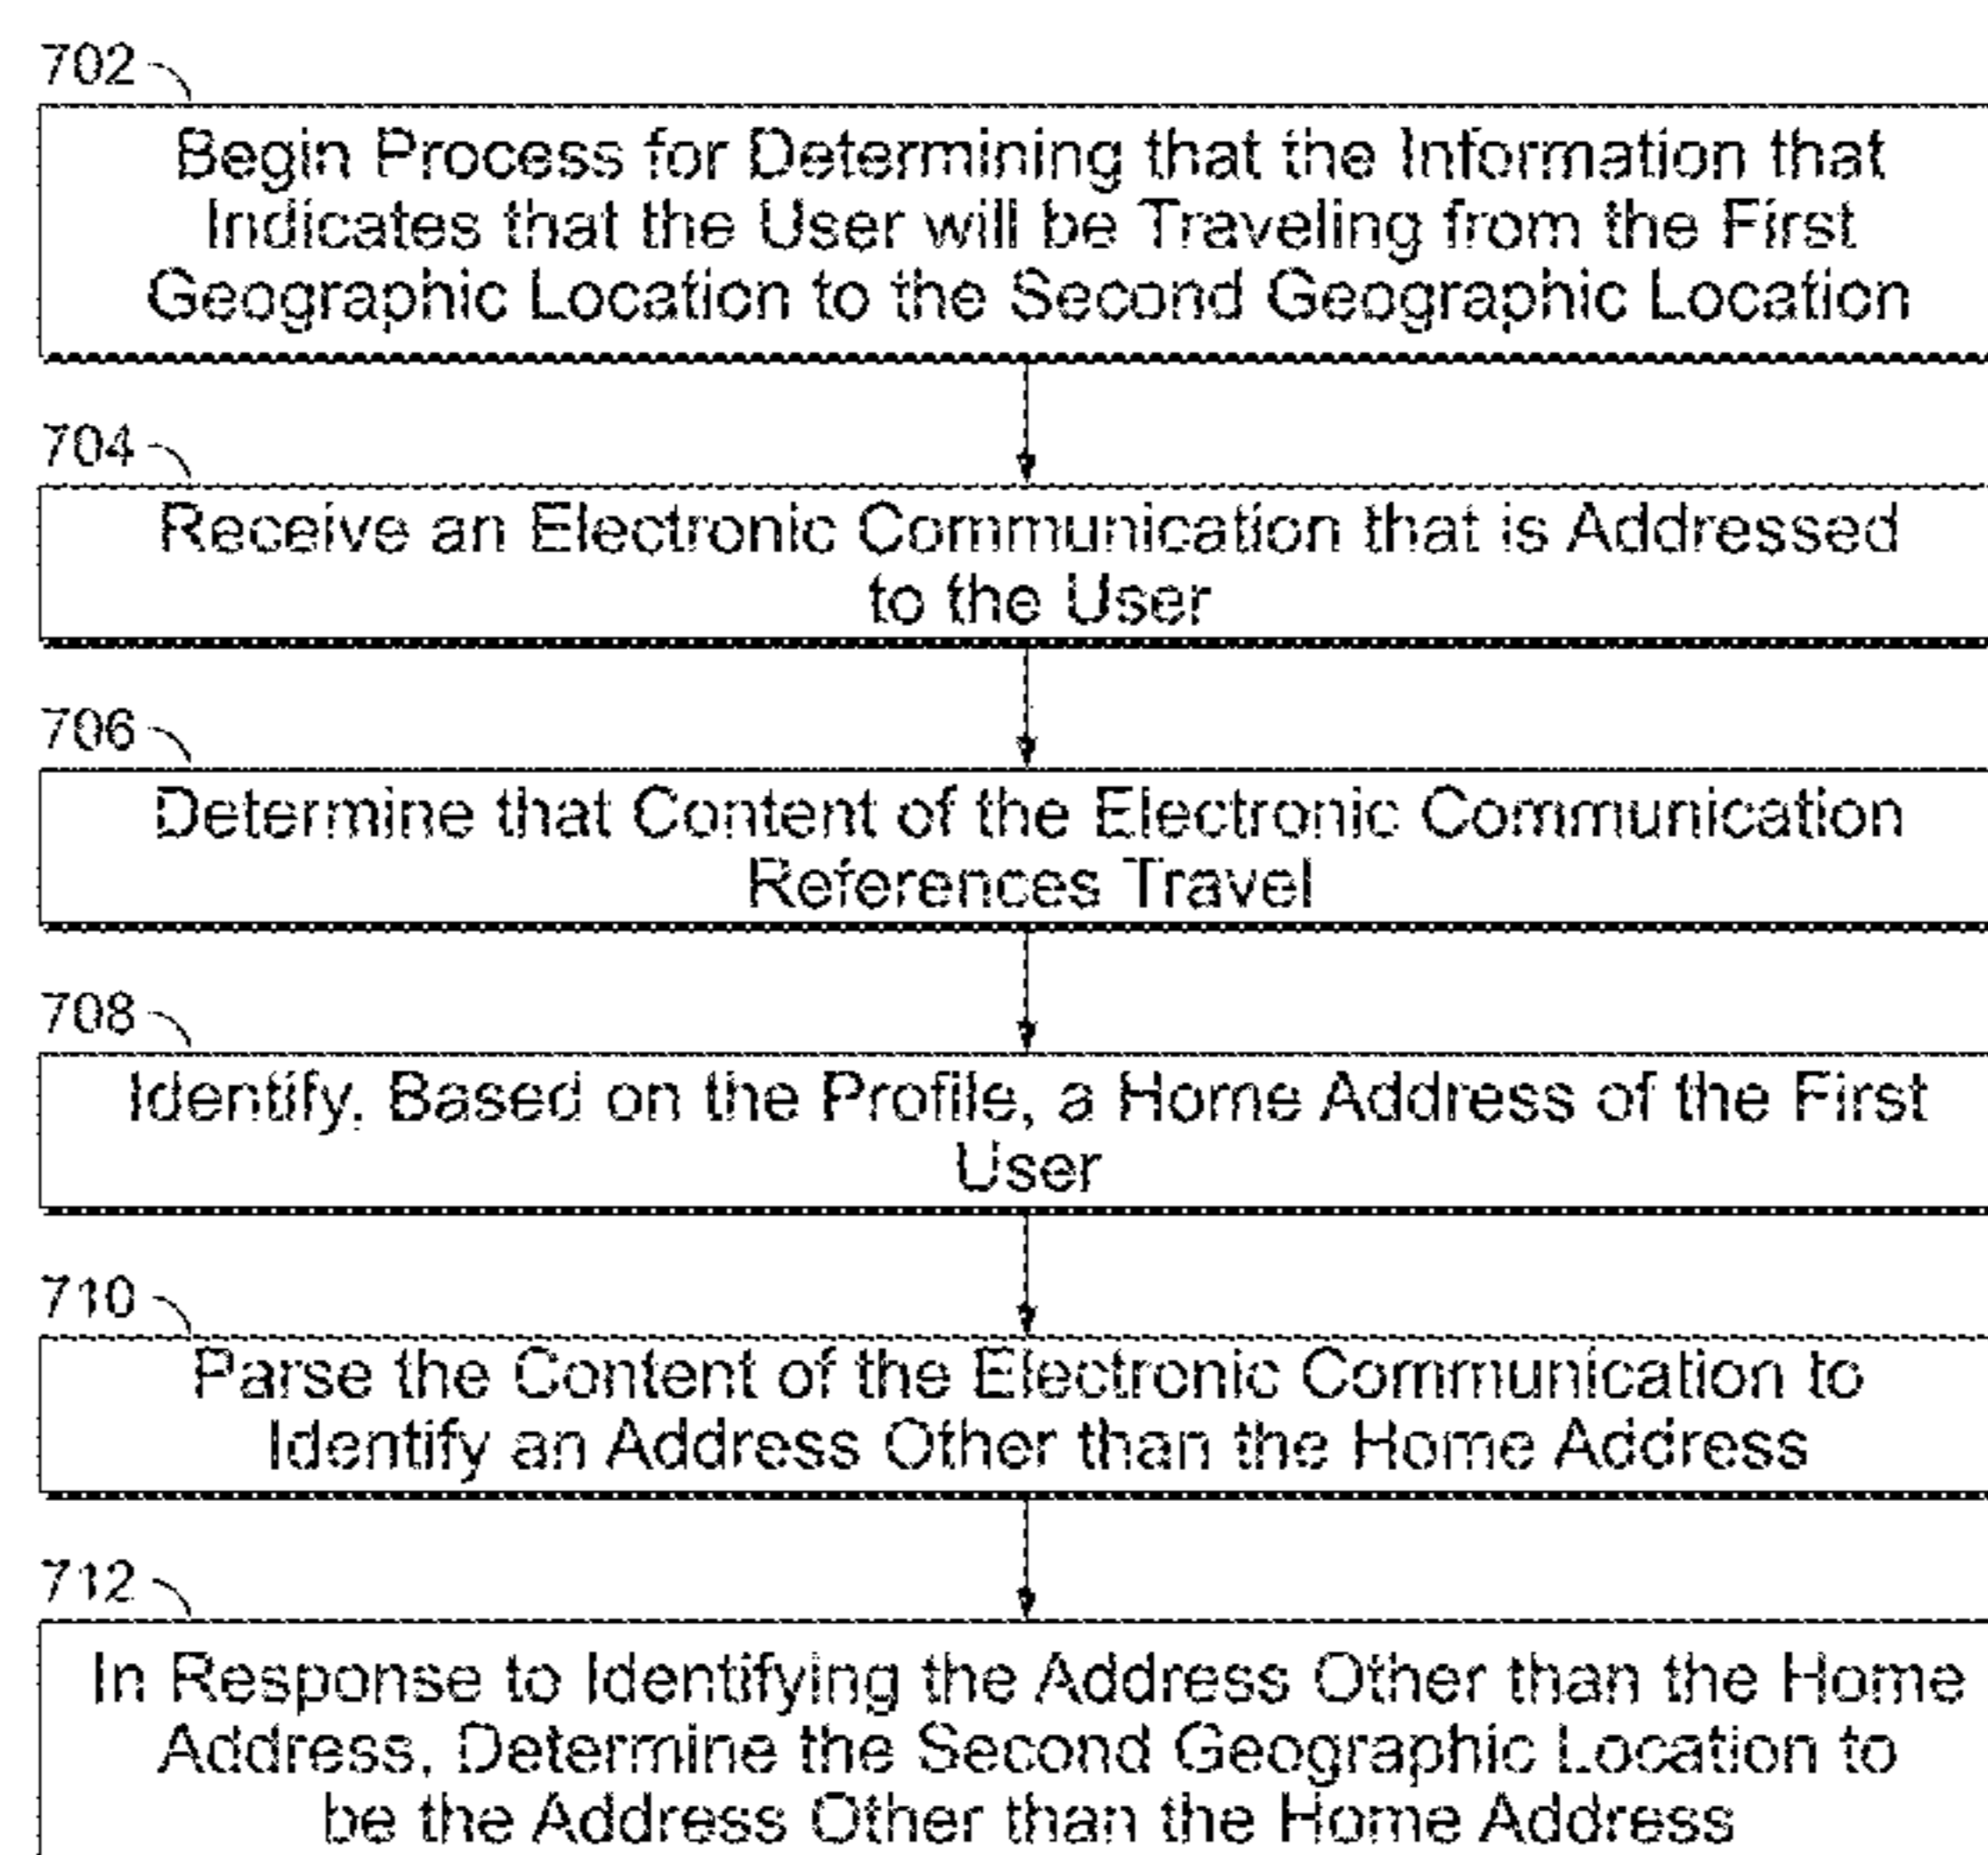 702
Begin Process for Determining that the Information that
Indicates that the User will be Traveling from the First
Geographic Location to the Second Geographic Location
704
Receive an Electronic Communication that is Addressed
to the User
706
Determine that Content of the Electronic Communication
References Travel
708
Identify, Based on the Profile, a Home Address of the First
User
710
Parse the Content of the Electronic Communication to
Identify an Address Other than the Home Address
712
In Response to Identifying the Address Other than the Home
Address, Determine the Second Geographic Location to
be the Address Other than the Home Address